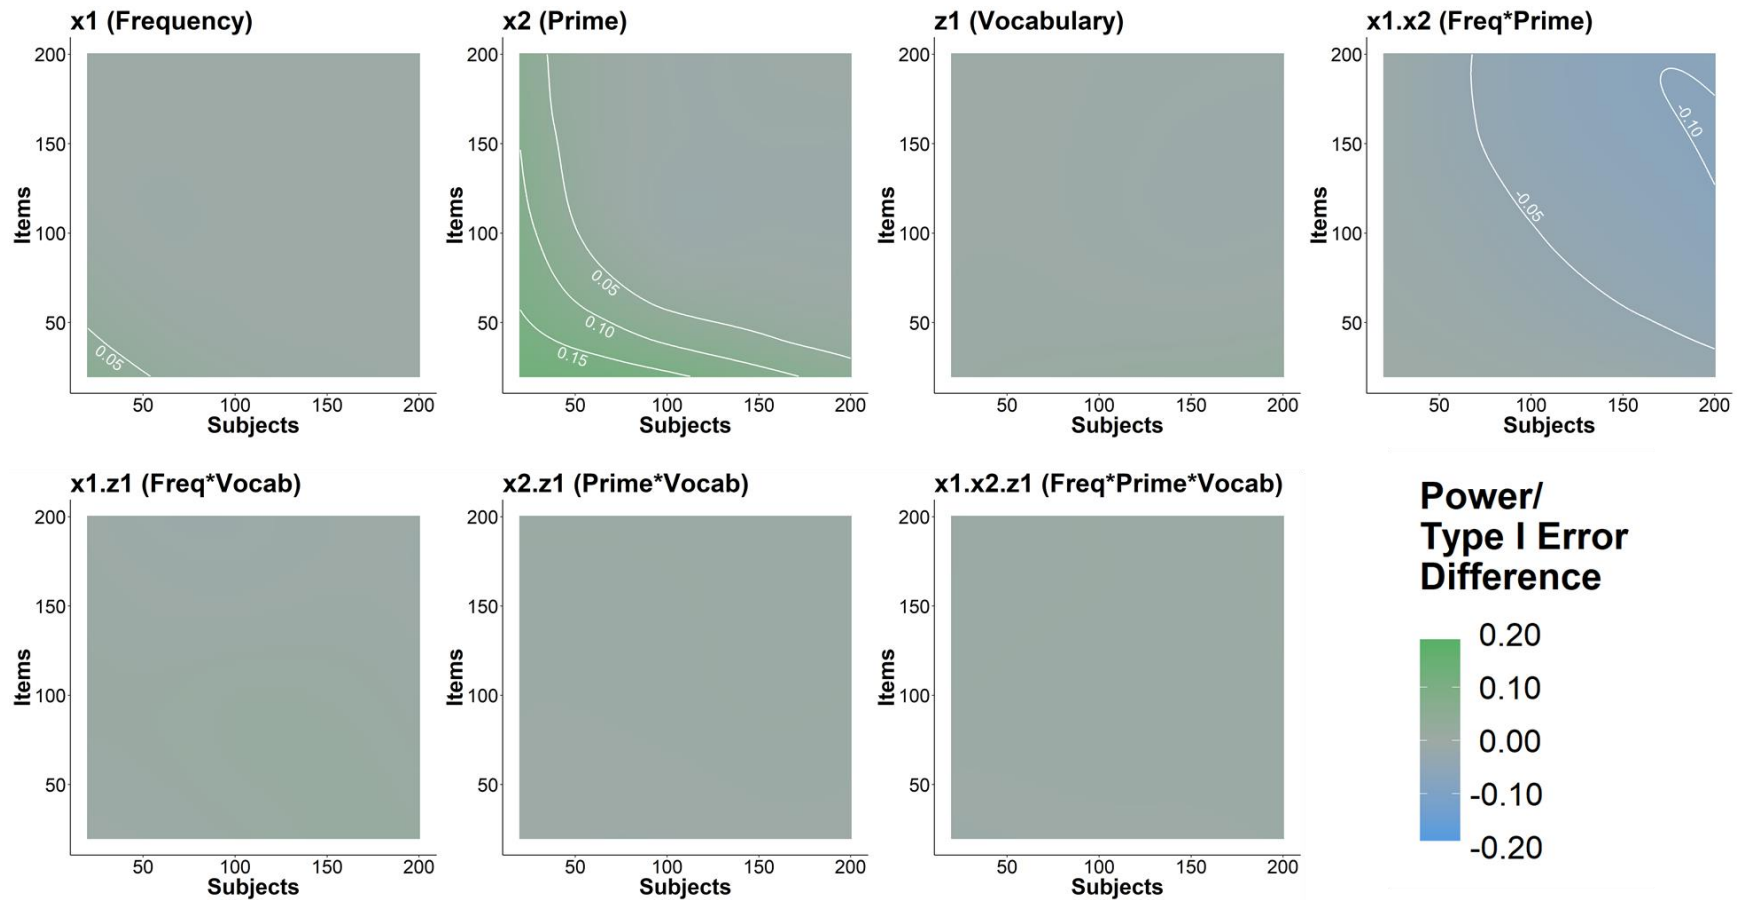 x1 (Frequency)
200
150
100
50
Items
0.05
50 100 150 200
Subjects
x2 (Prime)
200
150
100
50
Items
0.05
0.10
0.15
50 100 150 200
Subjects
z1 (Vocabulary)
200
150
100
50
Items
50 100 150 200
Subjects
x1.x2 (Freq*Prime)
200
150
100
50
Items
-0.10
-0.05
50 100 150 200
Subjects
x1.z1 (Freq*Vocab)
200
150
100
50
Items
50 100 150 200
Subjects
x2.z1 (Prime*Vocab)
200
150
100
50
Items
50 100 150 200
Subjects
x1.x2.z1 (Freq*Prime*Vocab)
200
150
100
50
Items
50 100 150 200
Subjects
Power/
Type I Error
Difference
0.20
0.10
0.00
-0.10
-0.20